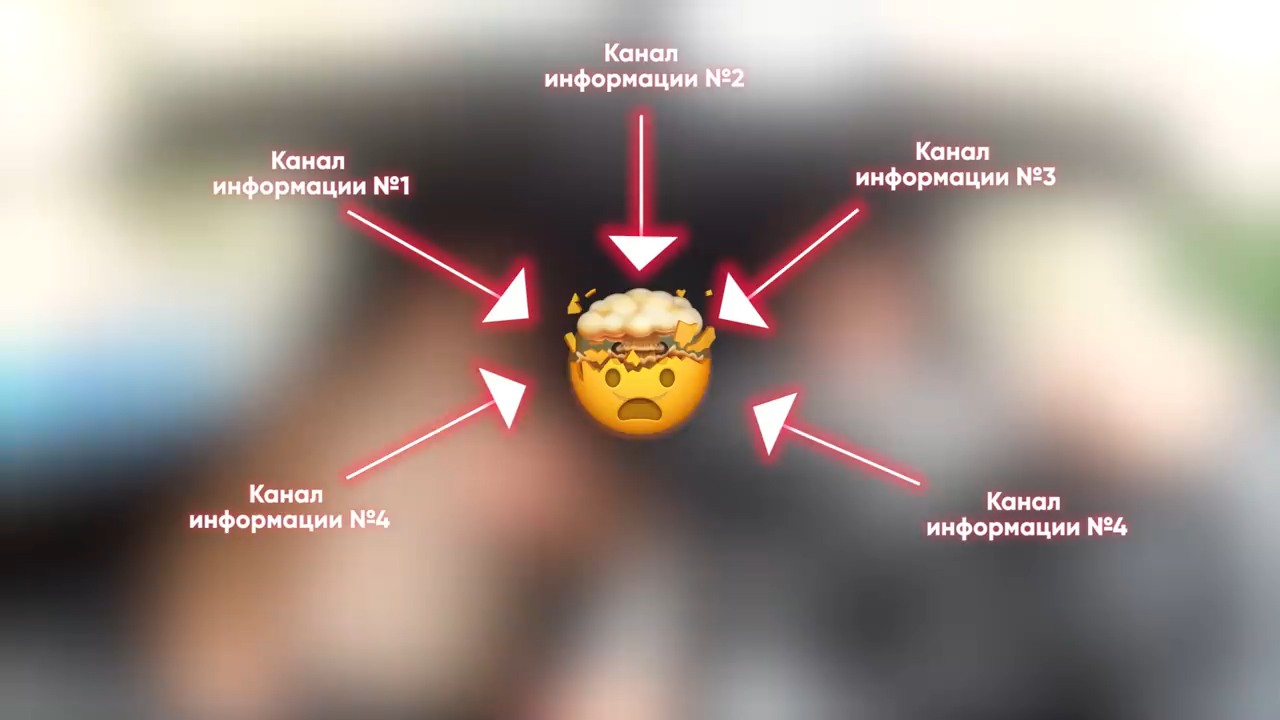 Канал
информации №2
Канал
информации №1
Канал
информации №3
Канал
информации №4
Канал
информации №4